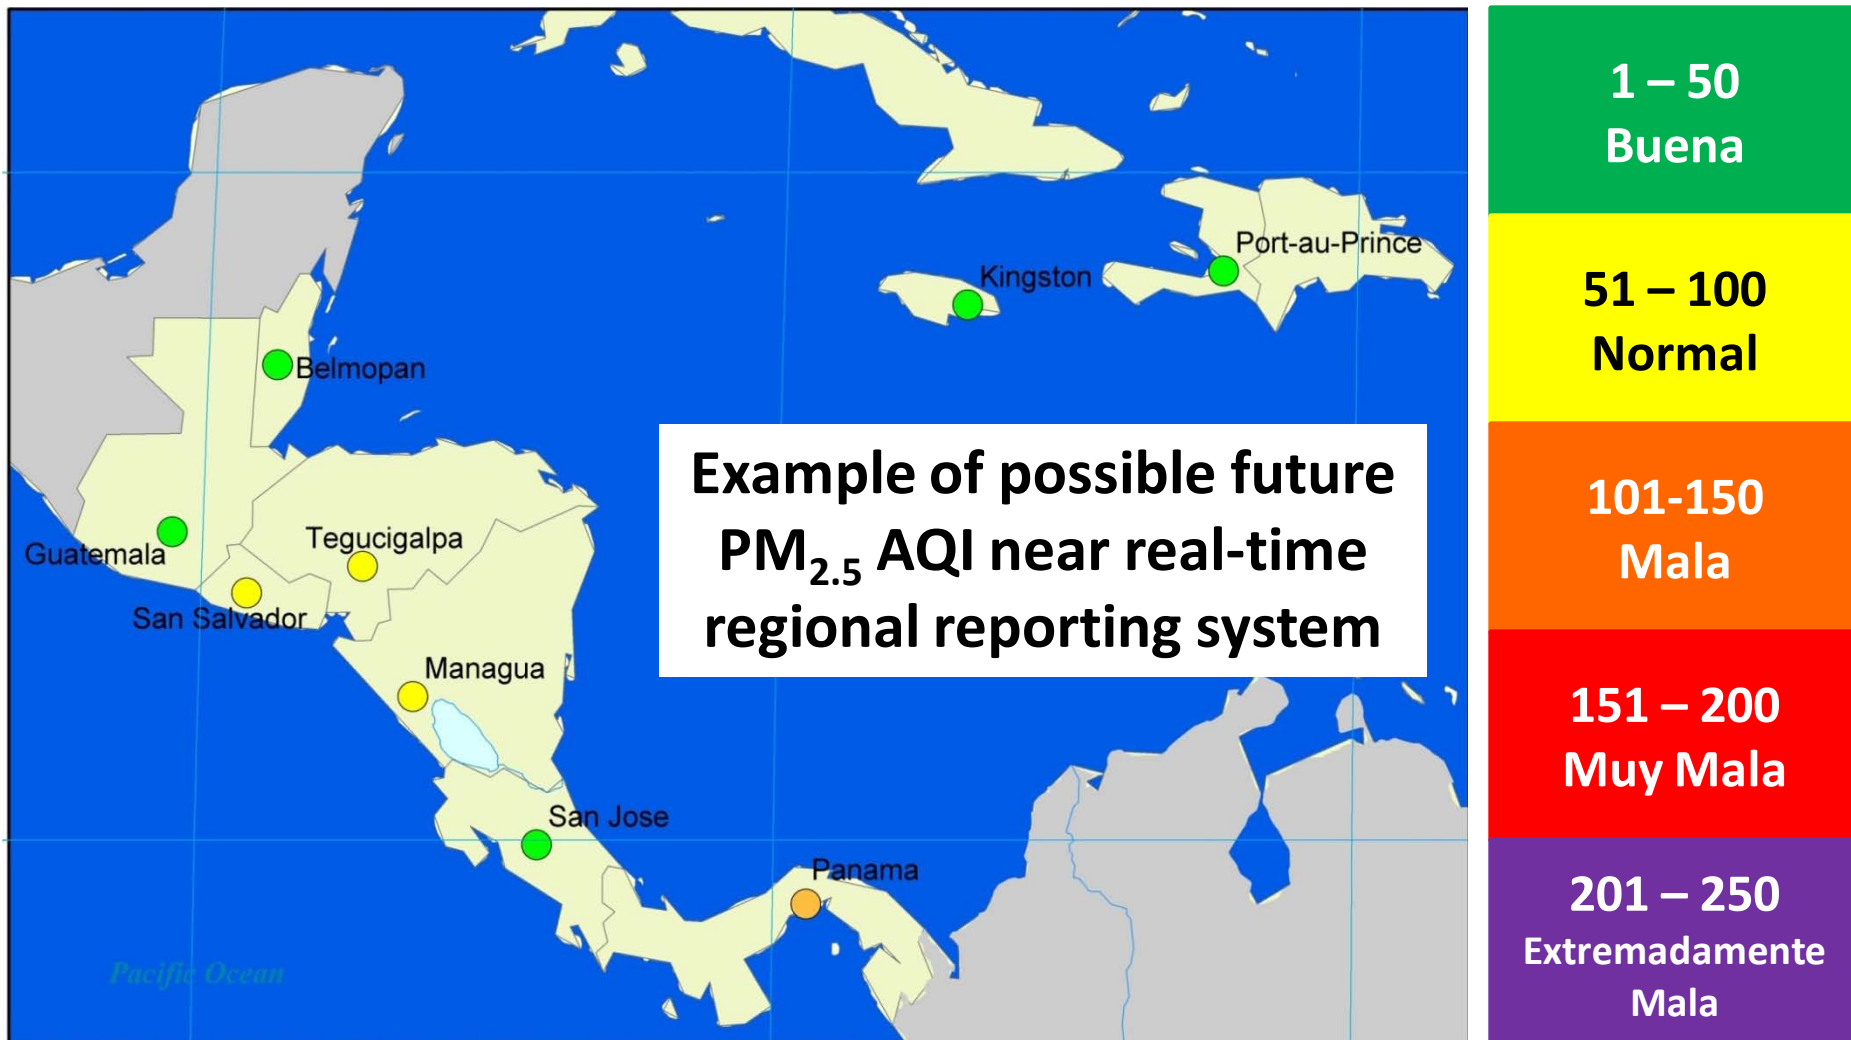 Port-au-Prince
Kingston
Belmopan
Example of possible future
PM2.5 AQI near real-time
regional reporting system
Tegucigalpa
Guatemala
San Salvador
Managua
San Jose
Panama
Pacific Ocean
1 – 50
Buena
51 – 100
Normal
101-150
Mala
151 – 200
Muy Mala
201 – 250
Extremadamente
Mala